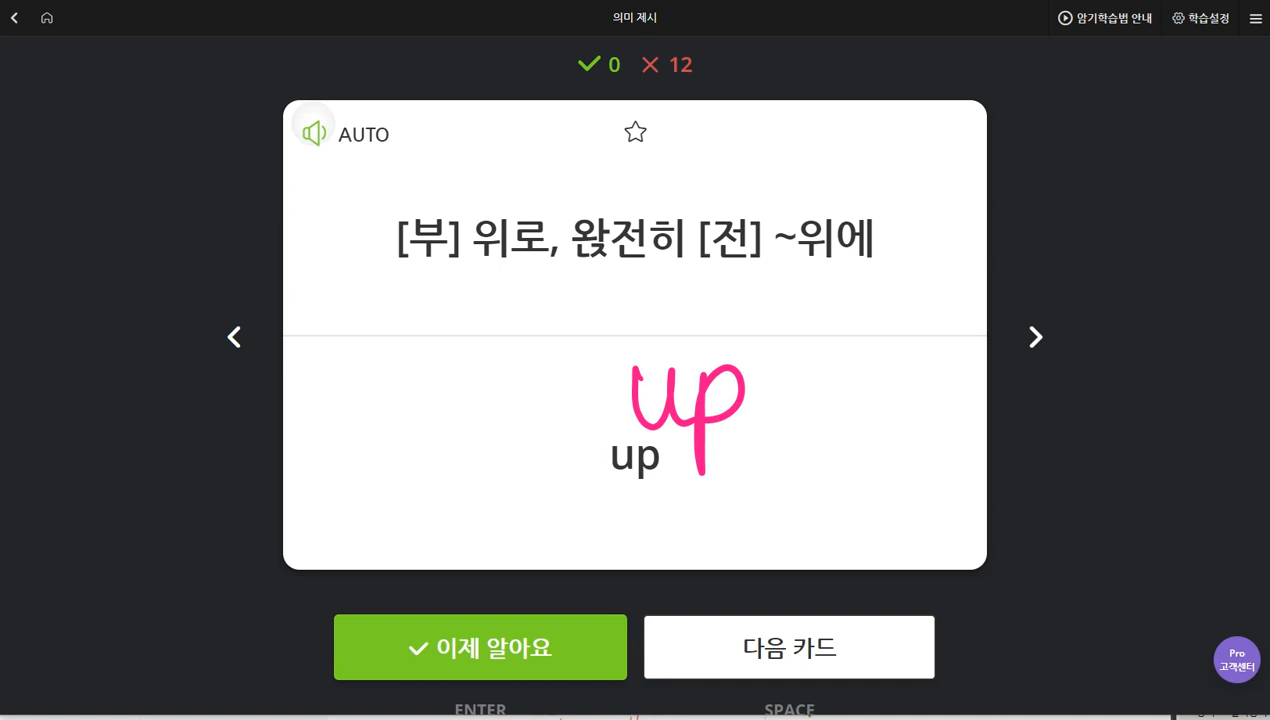 의미 제시
암기학습법 안내
학습설정
0 12
AUTO
[부] 위로, 왅전히 [전] ~위에
up
up
이제 알아요
다음 카드
ENTER
SPACE
Pro
고객센터